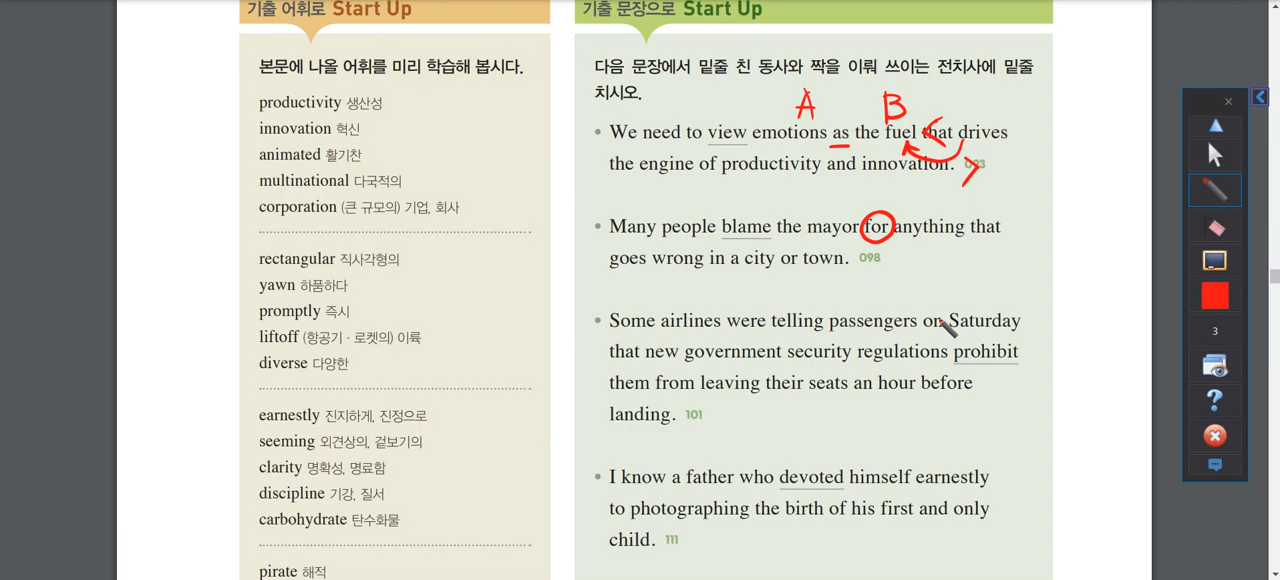 기출 어휘로 Start Up
본문에 나올 어휘를 미리 학습해 봅시다.
productivity 생산성
innovation 혁신
animated 활기찬
multinational 다국적의
corporation (큰 규모의) 기업, 회사
rectangular 직사각형의
yawn 하품하다
promptly 즉시
liftoff (항공기 · 로켓의) 이륙
diverse 다양한
earnestly 진지하게, 진정으로
seeming 외견상의, 겉보기의
clarity 명확성, 명료함
discipline 기강, 질서
carbohydrate 탄수화물
pirate 해적
기출 문장으로 Start Up
다음 문장에서 밑줄 친 동사와 짝을 이뤄 쓰이는 전치사에 밑줄
치시오.
A B
• We need to view emotions as the fuel that drives
the engine of productivity and innovation. 093
• Many people blame the mayor for anything that
goes wrong in a city or town. 098
• Some airlines were telling passengers on Saturday
that new government security regulations prohibit
them from leaving their seats an hour before
landing. 101
• I know a father who devoted himself earnestly
to photographing the birth of his first and only
child. 111
3